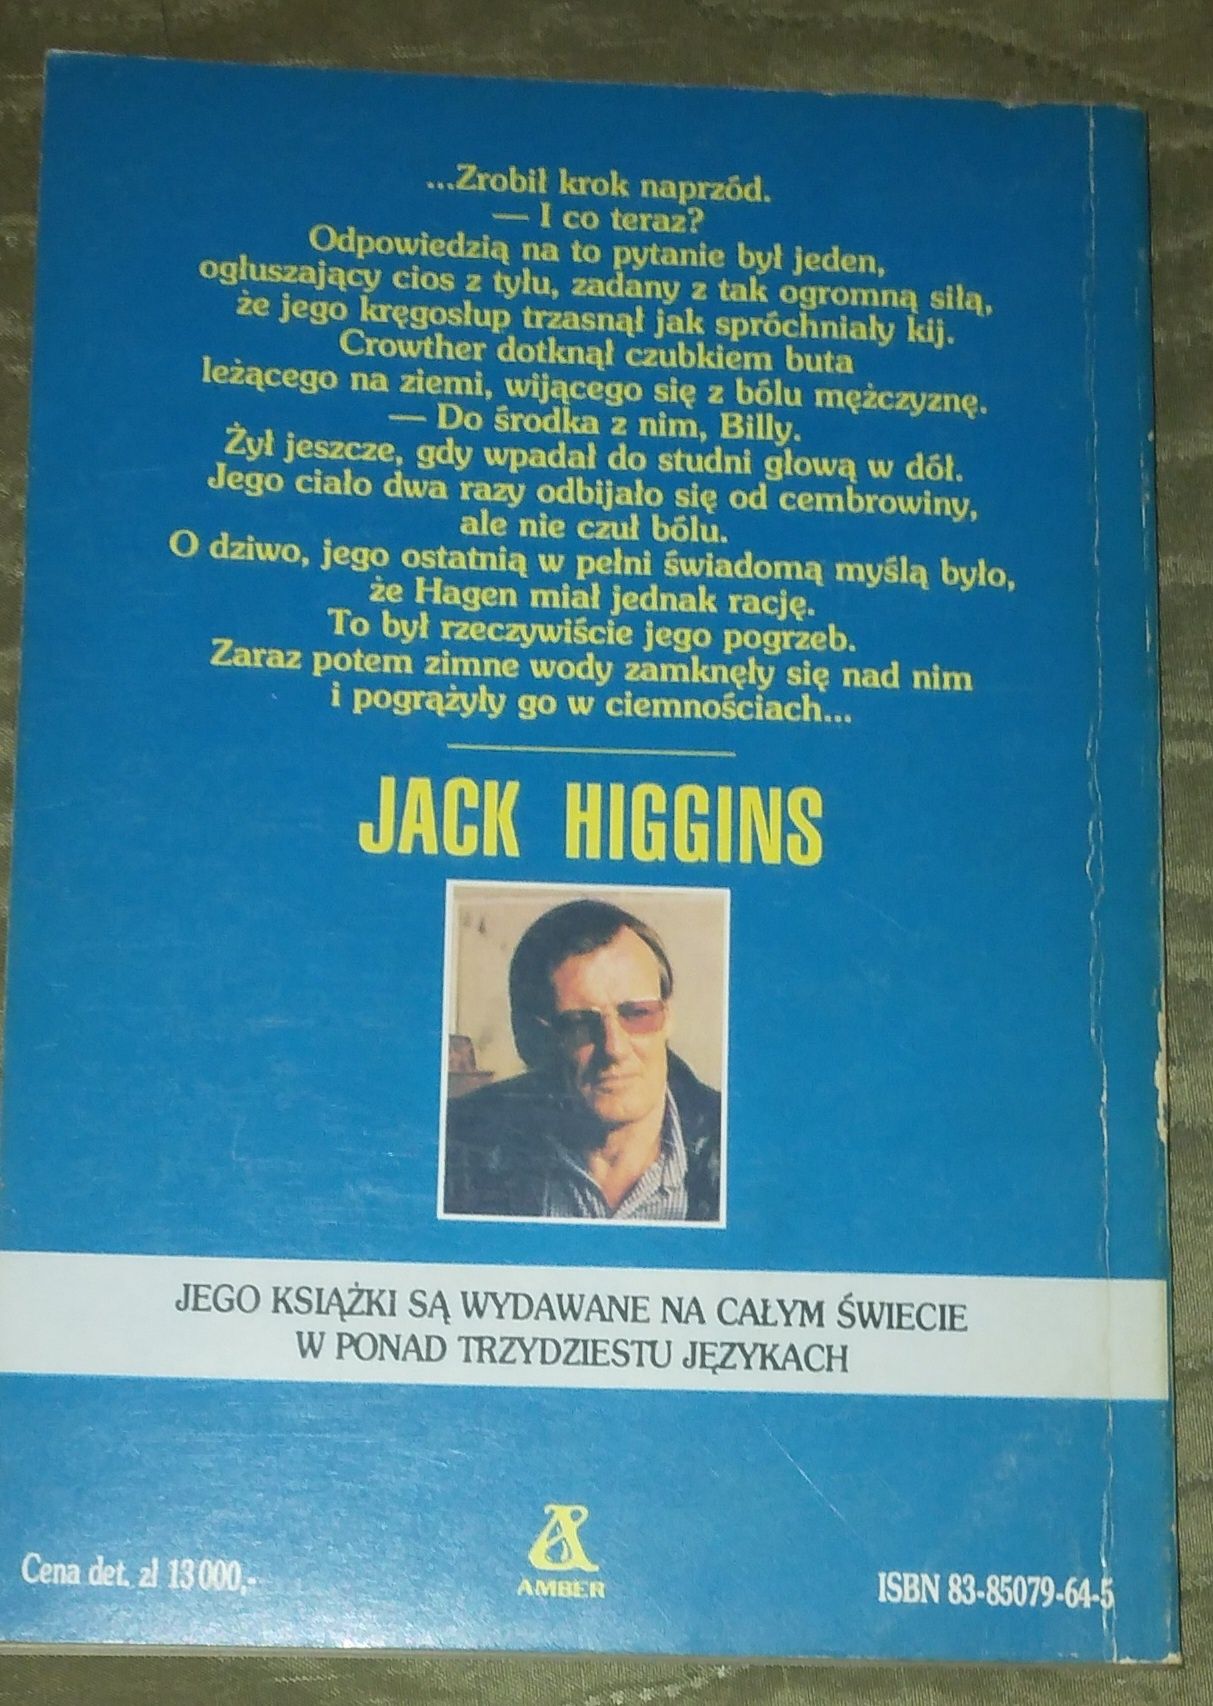 ...Zrobił krok naprzód.
— I co teraz?
Odpowiedzią na to pytanie był jeden,
ogłuszający cios z tyłu, zadany z tak ogromną siłą,
że jego kręgosłup trzasnął jak spróchniały kij.
Crowther dotknął czubkiem buta
leżącego na ziemi, wijącego się z bólu mężczyznę.
— Do środka z nim, Billy.
Żył jeszcze, gdy wpadał do studni głową w dół.
Jego ciało dwa razy odbijało się od cembrowiny,
ale nie czuł bólu.
O dziwo, jego ostatnią w pełni świadomą myślą było,
że Hagen miał jednak rację.
To był rzeczywiście jego pogrzeb.
Zaraz potem zimne wody zamknęły się nad nim
i pogrążyły go w ciemnościach...
JACK HIGGINS
JEGO KSIĄŻKI SĄ WYDAWANE NA CAŁYM ŚWIECIE
W PONAD TRZYDZIESTU JĘZYKACH
Cena det. zł 13 000,-
AMBER
ISBN 83-85079-64-5